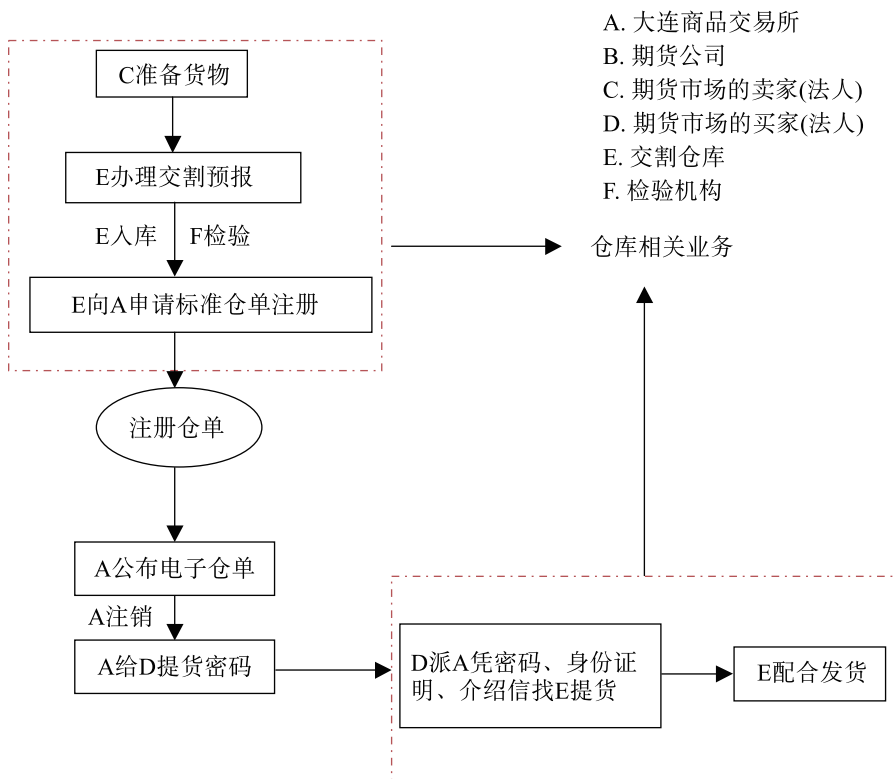 A. 大连商品交易所
B. 期货公司
C. 期货市场的卖家(法人)
D. 期货市场的买家(法人)
E. 交割仓库
F. 检验机构
C准备货物
E办理交割预报
E入库 F检验
仓库相关业务
E向A申请标准仓单注册
注册仓单
A公布电子仓单
A注销
A给D提货密码
D派A凭密码、身份证
明、介绍信找E提货
E配合发货